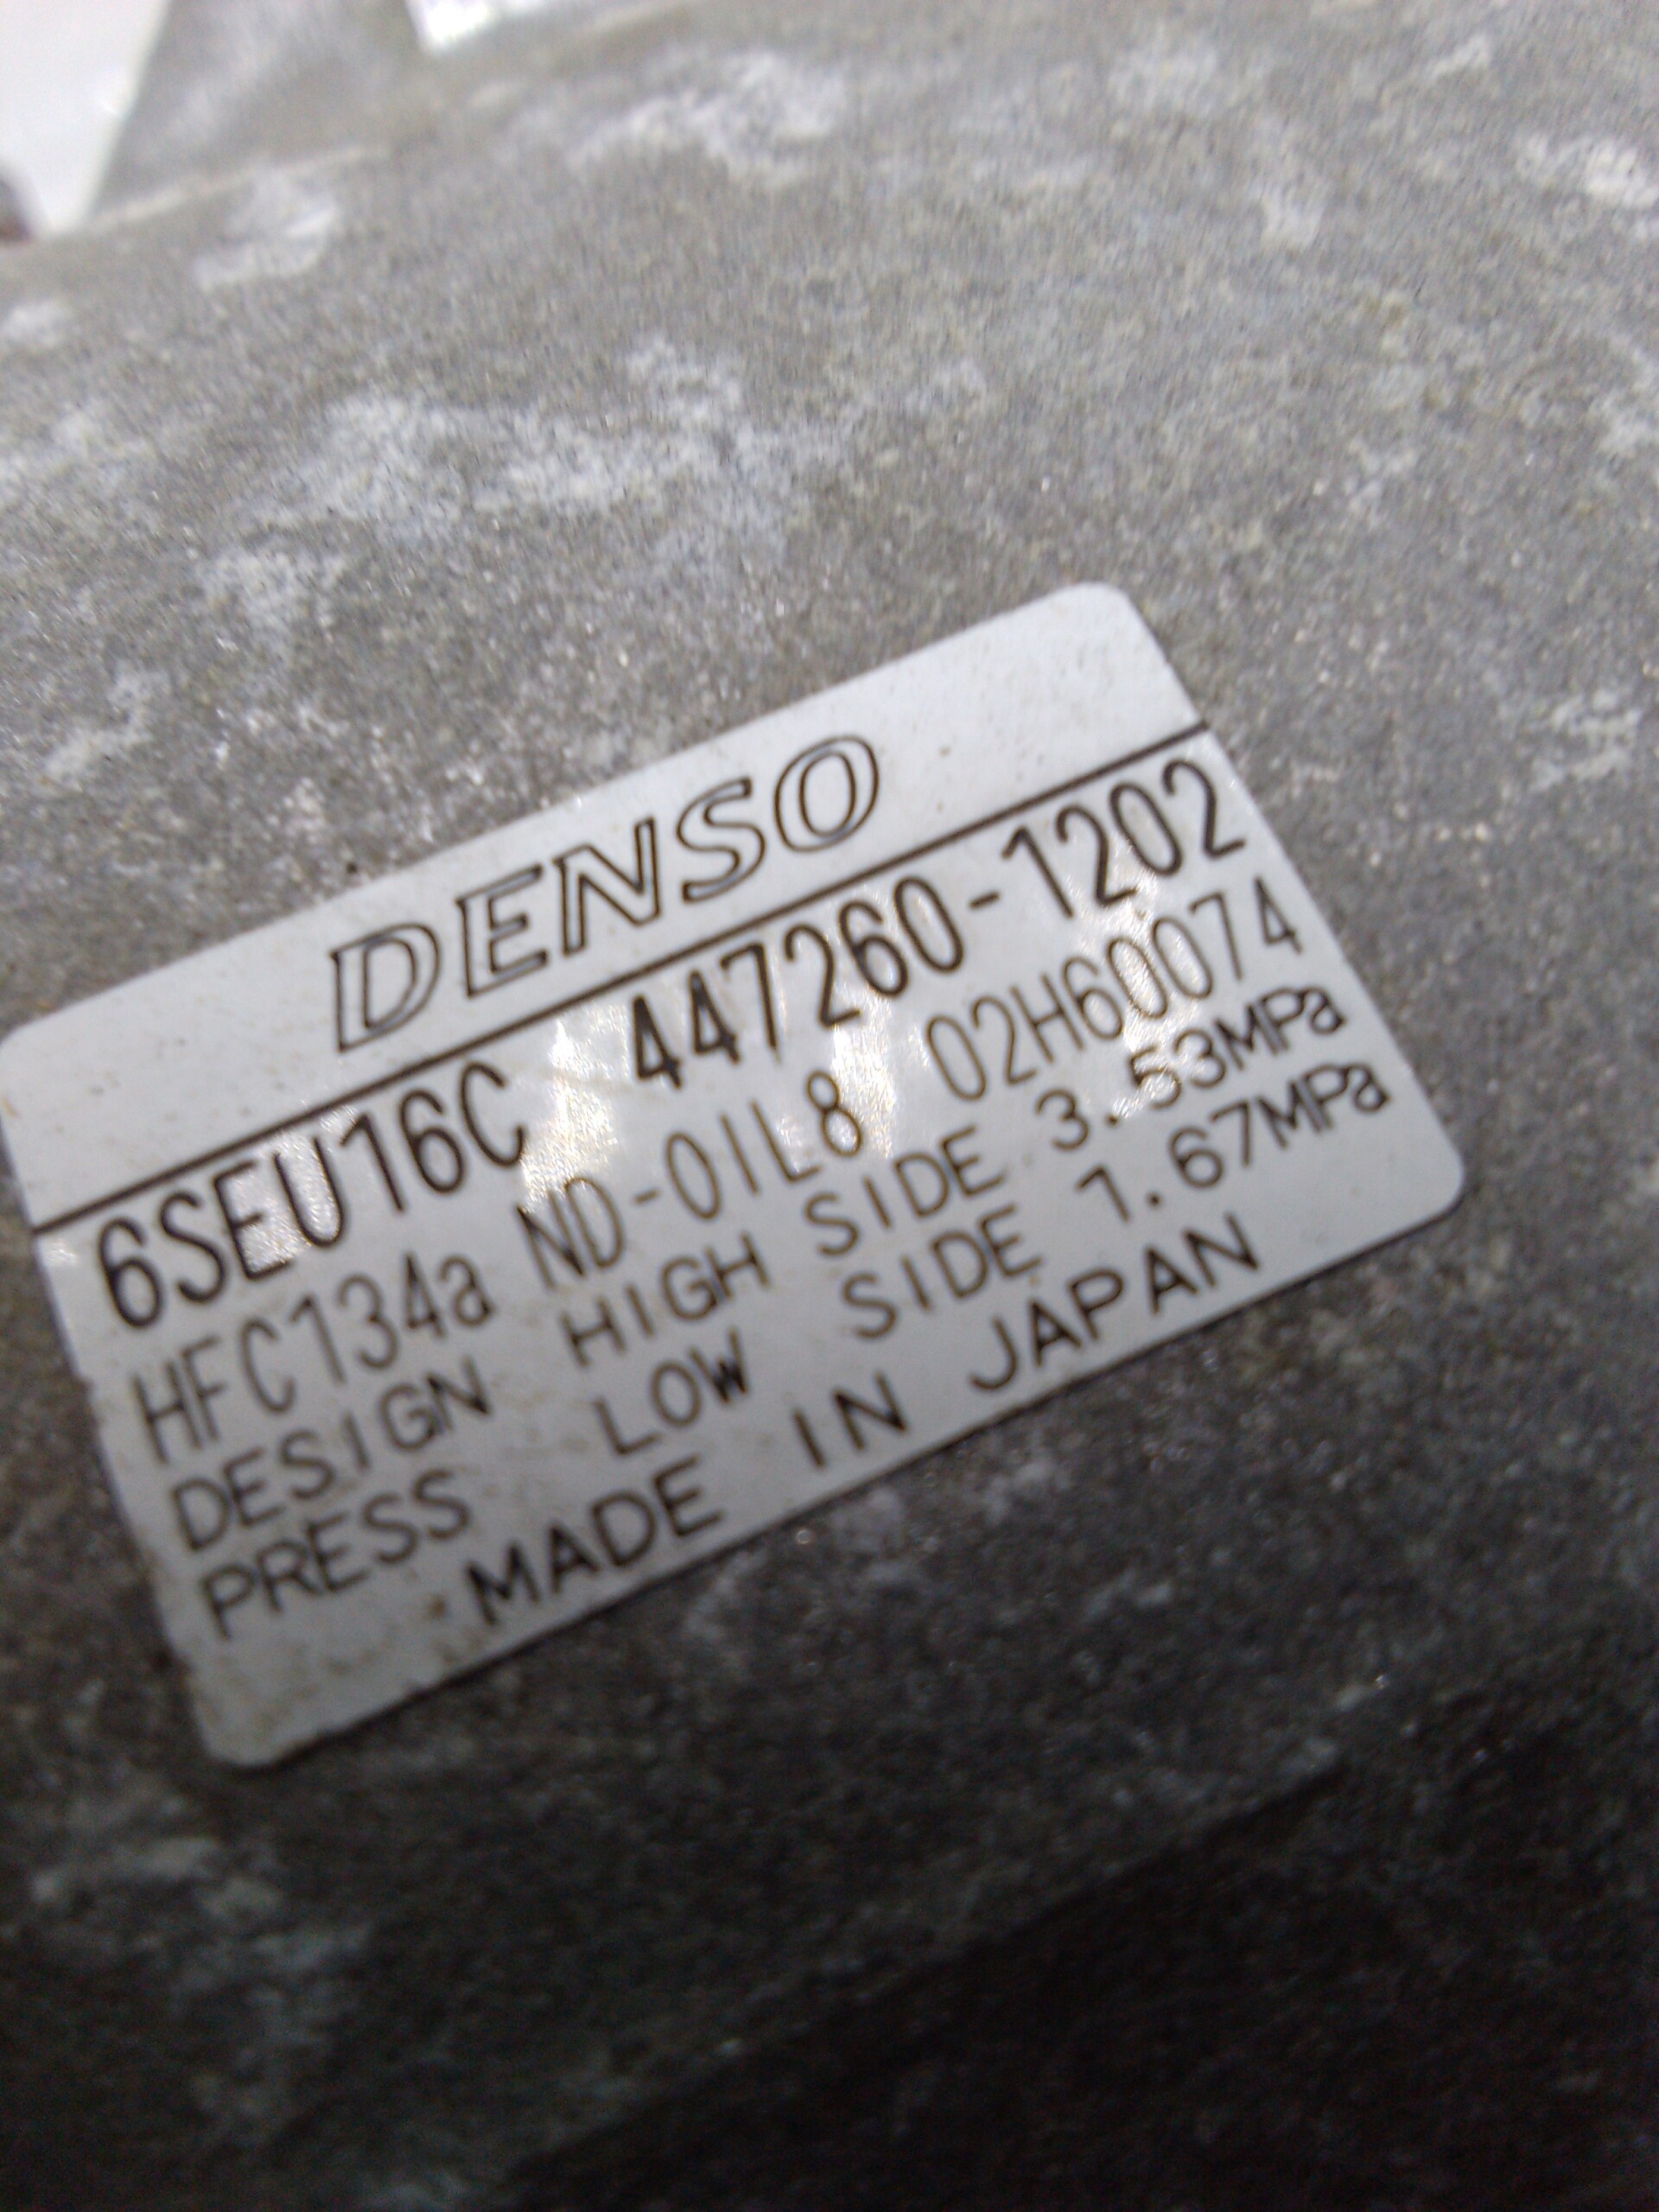 DENSO
6SEU16C 447260-1202
HFC134a ND-OIL8 02H60074
DESIGN HIGH SIDE 3.53MPa
PRESS LOW SIDE 1.67MPa
MADE IN JAPAN